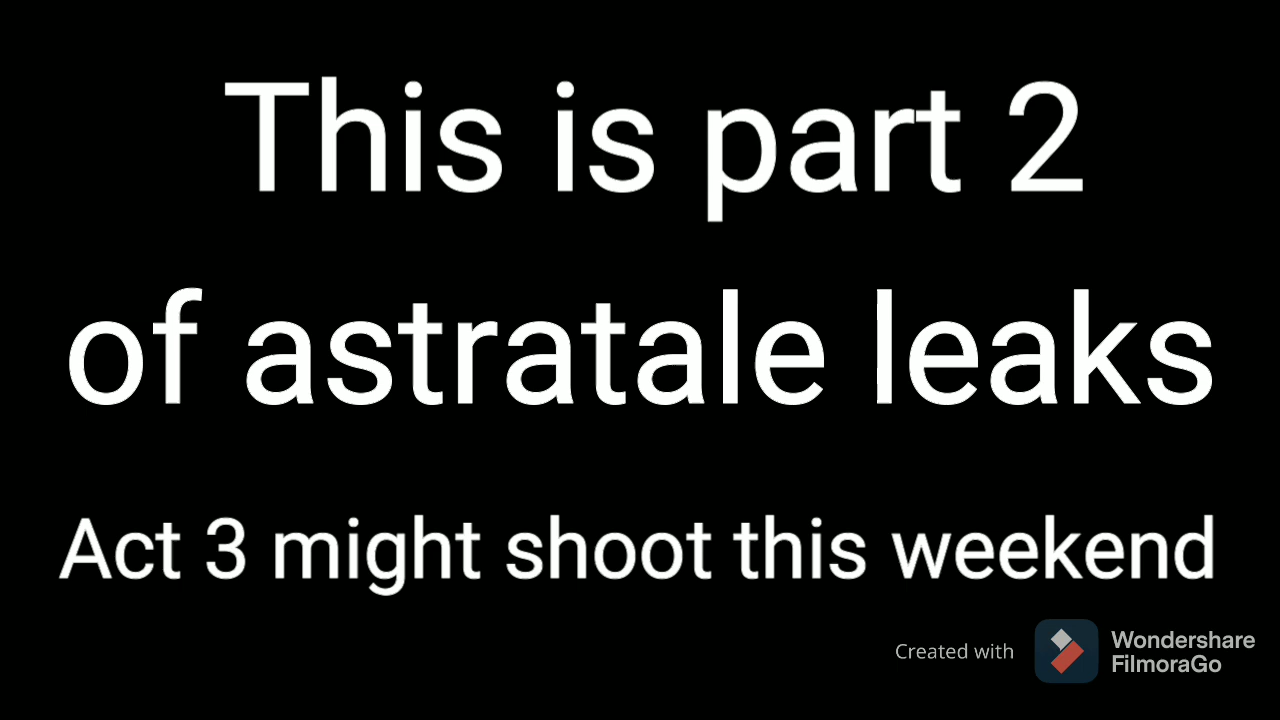 This is part 2
of astratale leaks
Act 3 might shoot this weekend
Created with
Wondershare
FilmoraGo